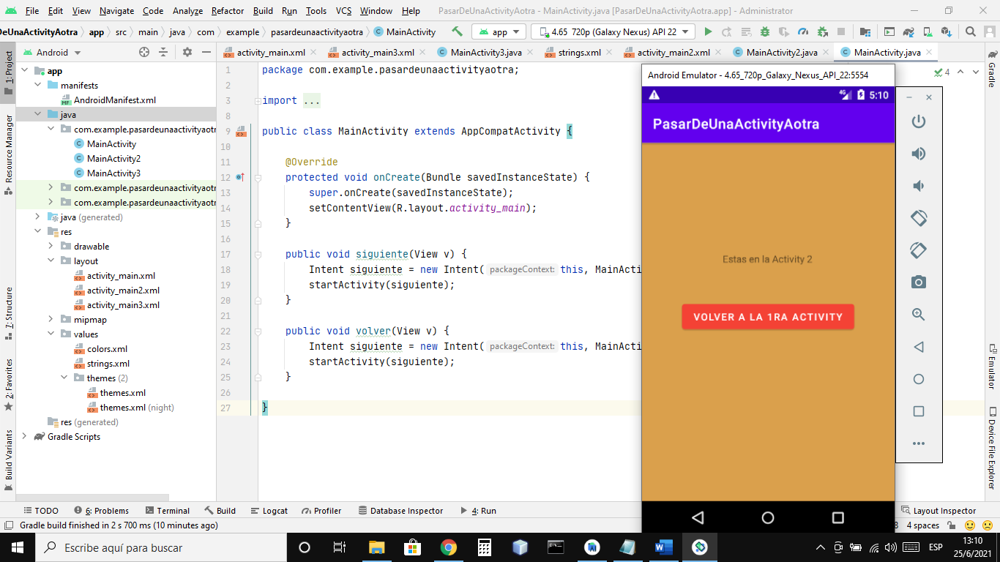 File Edit View Navigate Code Analyze Refactor Build Run Tools VCS Window Help PasarDeUnaActivityAotra - MainActivity.java [PasarDeUnaActivityAotra.app] - Administrator
DeUnaActivityAotra app src main java com example pasardeunaactivityaotra MainActivity app 4.65 720p (Galaxy Nexus) API 22
Android
activity_main.xml activity_main3.xml MainActivity3.java strings.xml activity_main2.xml MainActivity2.java MainActivity.java
1: Project
Resource Manager
7: Structure
2: Favorites
Build Variants
app
manifests
AndroidManifest.xml
java
com.example.pasardeunaactivityaotr
MainActivity
MainActivity2
MainActivity3
com.example.pasardeunaactivityaotr
com.example.pasardeunaactivityaotr
java (generated)
res
drawable
layout
activity_main.xml
activity_main2.xml
activity_main3.xml
mipmap
values
colors.xml
strings.xml
themes (2)
themes.xml
themes.xml (night)
res (generated)
Gradle Scripts
1 package com.example.pasardeunaactivityaotra;
2
3 import ...
8
9 public class MainActivity extends AppCompatActivity {
10
11 @Override
12 protected void onCreate(Bundle savedInstanceState) {
13 super.onCreate(savedInstanceState);
14 setContentView(R.layout.activity_main);
15 }
16
17 public void siguiente(View v) {
18 Intent siguiente = new Intent( packageContext: this, MainActi
19 startActivity(siguiente);
20 }
21
22 public void volver(View v) {
23 Intent siguiente = new Intent( packageContext: this, MainActi
24 startActivity(siguiente);
25 }
26
27 }
4
Android Emulator - 4.65_720p_Galaxy_Nexus_API_22:5554
4G 5:10
PasarDeUnaActivityAotra
Estas en la Activity 2
VOLVER A LA 1RA ACTIVITY
Gradle
Emulator
Device File Explorer
TODO 6: Problems Terminal Build Logcat Profiler Database Inspector 4: Run Layout Inspector
Gradle build finished in 2 s 700 ms (10 minutes ago) 8 4 spaces
Escribe aquí para buscar
ESP
13:10
25/6/2021